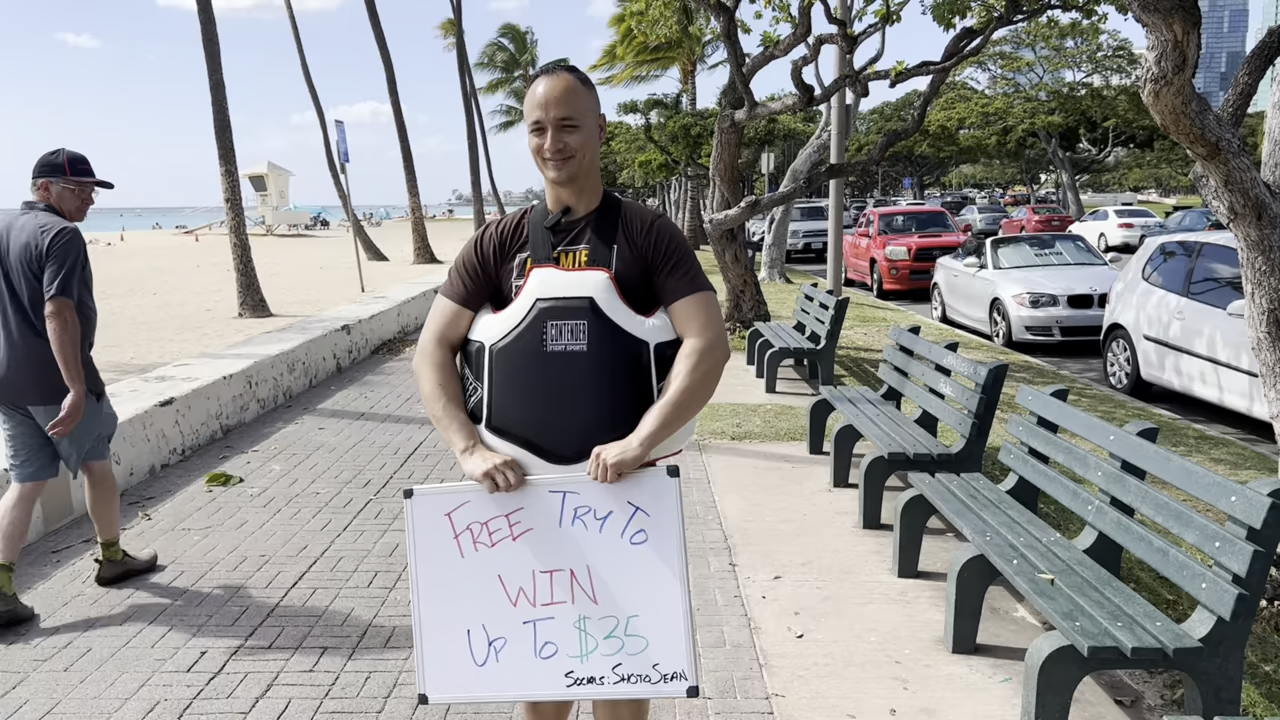 CONTENDER
FIGHT SPORTS
FREE TRY TO
WIN
UP TO $35
SOCIALS: SHOTOSEAN